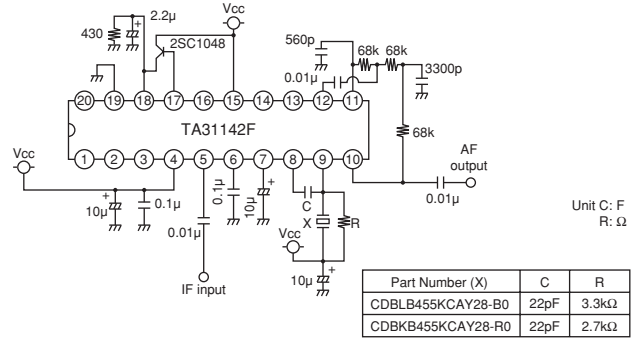 2.2µ
Vcc
430
2SC1048
560p
68k 68k
0.01µ
3300p
20 19 18 17 16 15 14 13 12 11
TA31142F
68k
1 2 3 4 5 6 7 8 9 10
Vcc
AF
output
+
10µ
0.1µ
0.01µ
0.1µ
10µ
+
C
X
R
0.01µ
Vcc
10µ
+
IF input
Unit C: F
R: Ω
Part Number (X) C R
CDBLB455KCAY28-B0 22pF 3.3kΩ
CDBKB455KCAY28-R0 22pF 2.7kΩ